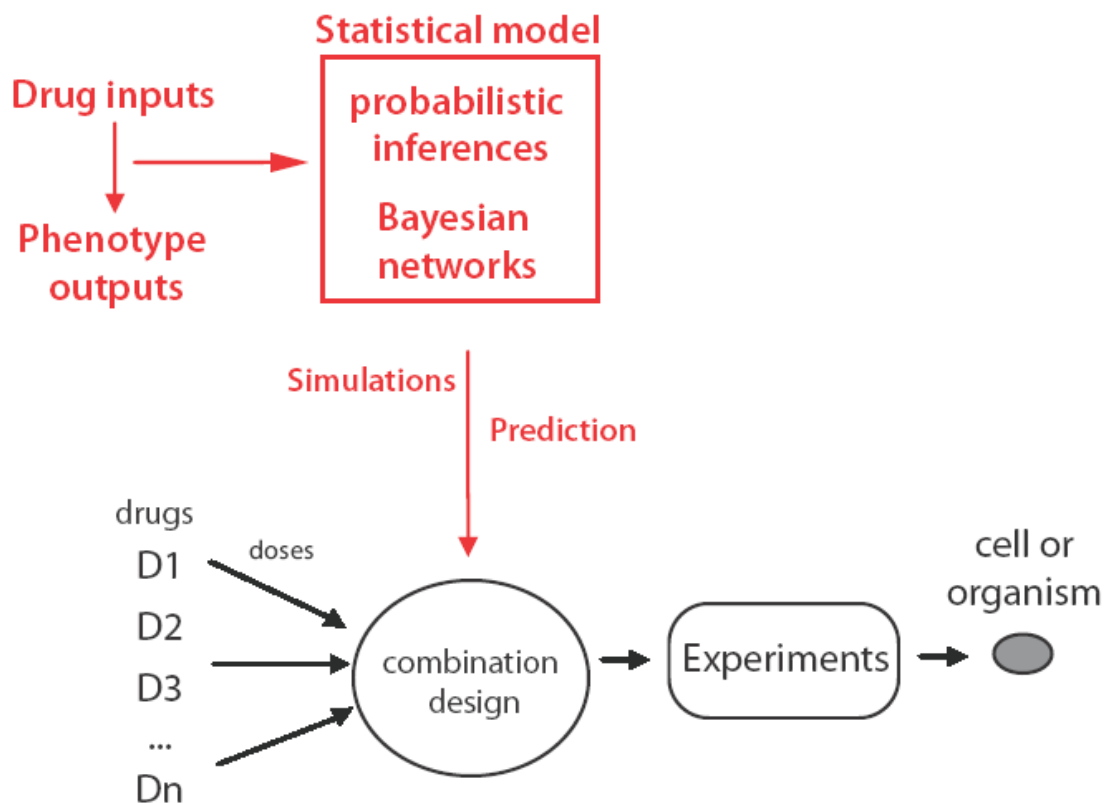 Statistical model
Drug inputs
Phenotype
outputs
probabilistic
inferences
Bayesian
networks
Simulations
Prediction
drugs
doses
D1
D2
D3
...
Dn
combination
design
Experiments
cell or
organism